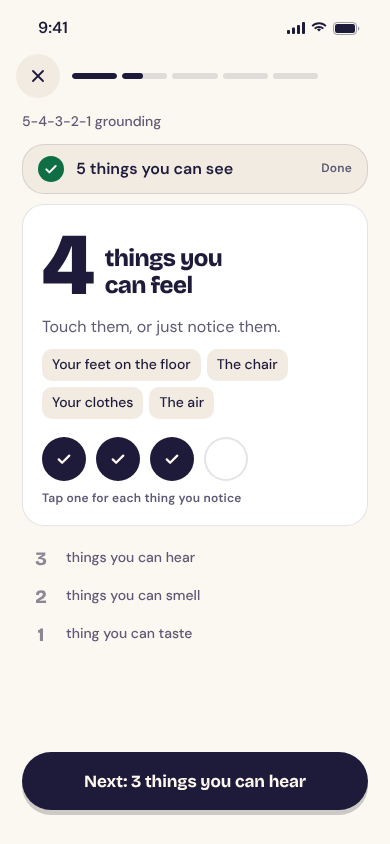 9:41
5-4-3-2-1 grounding
5 things you can see
Done
4 things you
can feel
Touch them, or just notice them.
Your feet on the floor
The chair
Your clothes
The air
Tap one for each thing you notice
3 things you can hear
2 things you can smell
1 thing you can taste
Next: 3 things you can hear